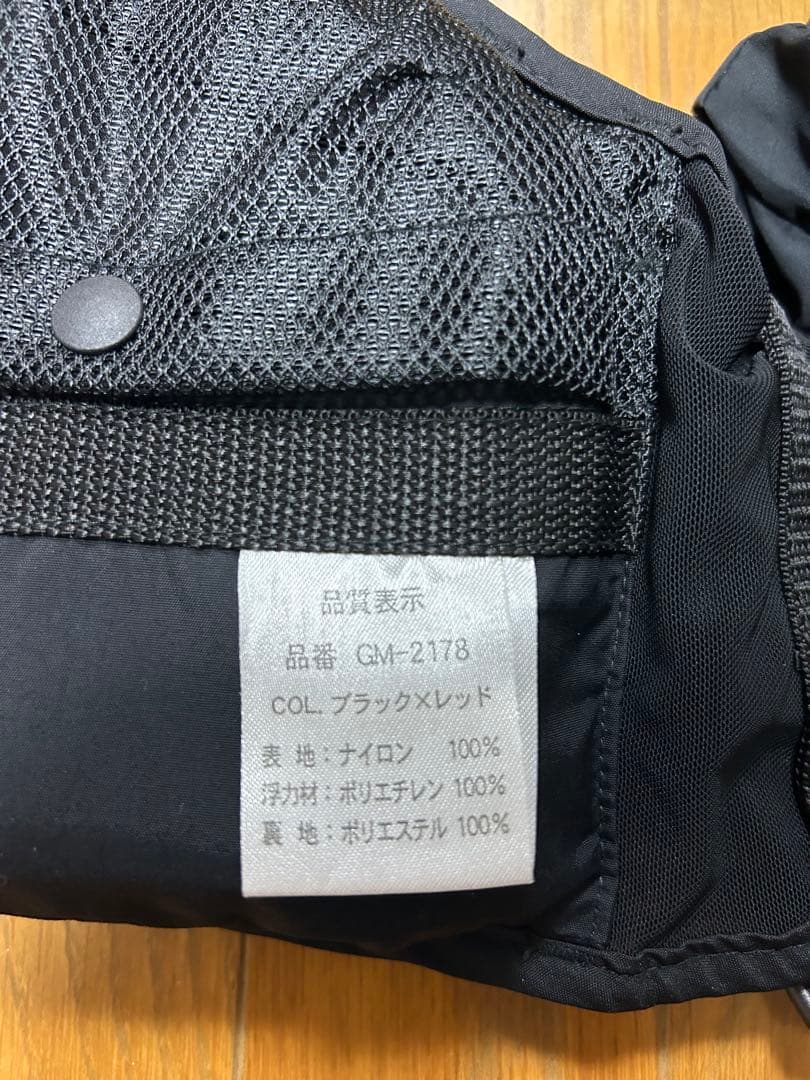 品質表示
品番 GM-2178
COL. ブラック×レッド
表 地:ナイロン 100%
浮力材:ポリエチレン 100%
裏 地:ポリエステル 100%